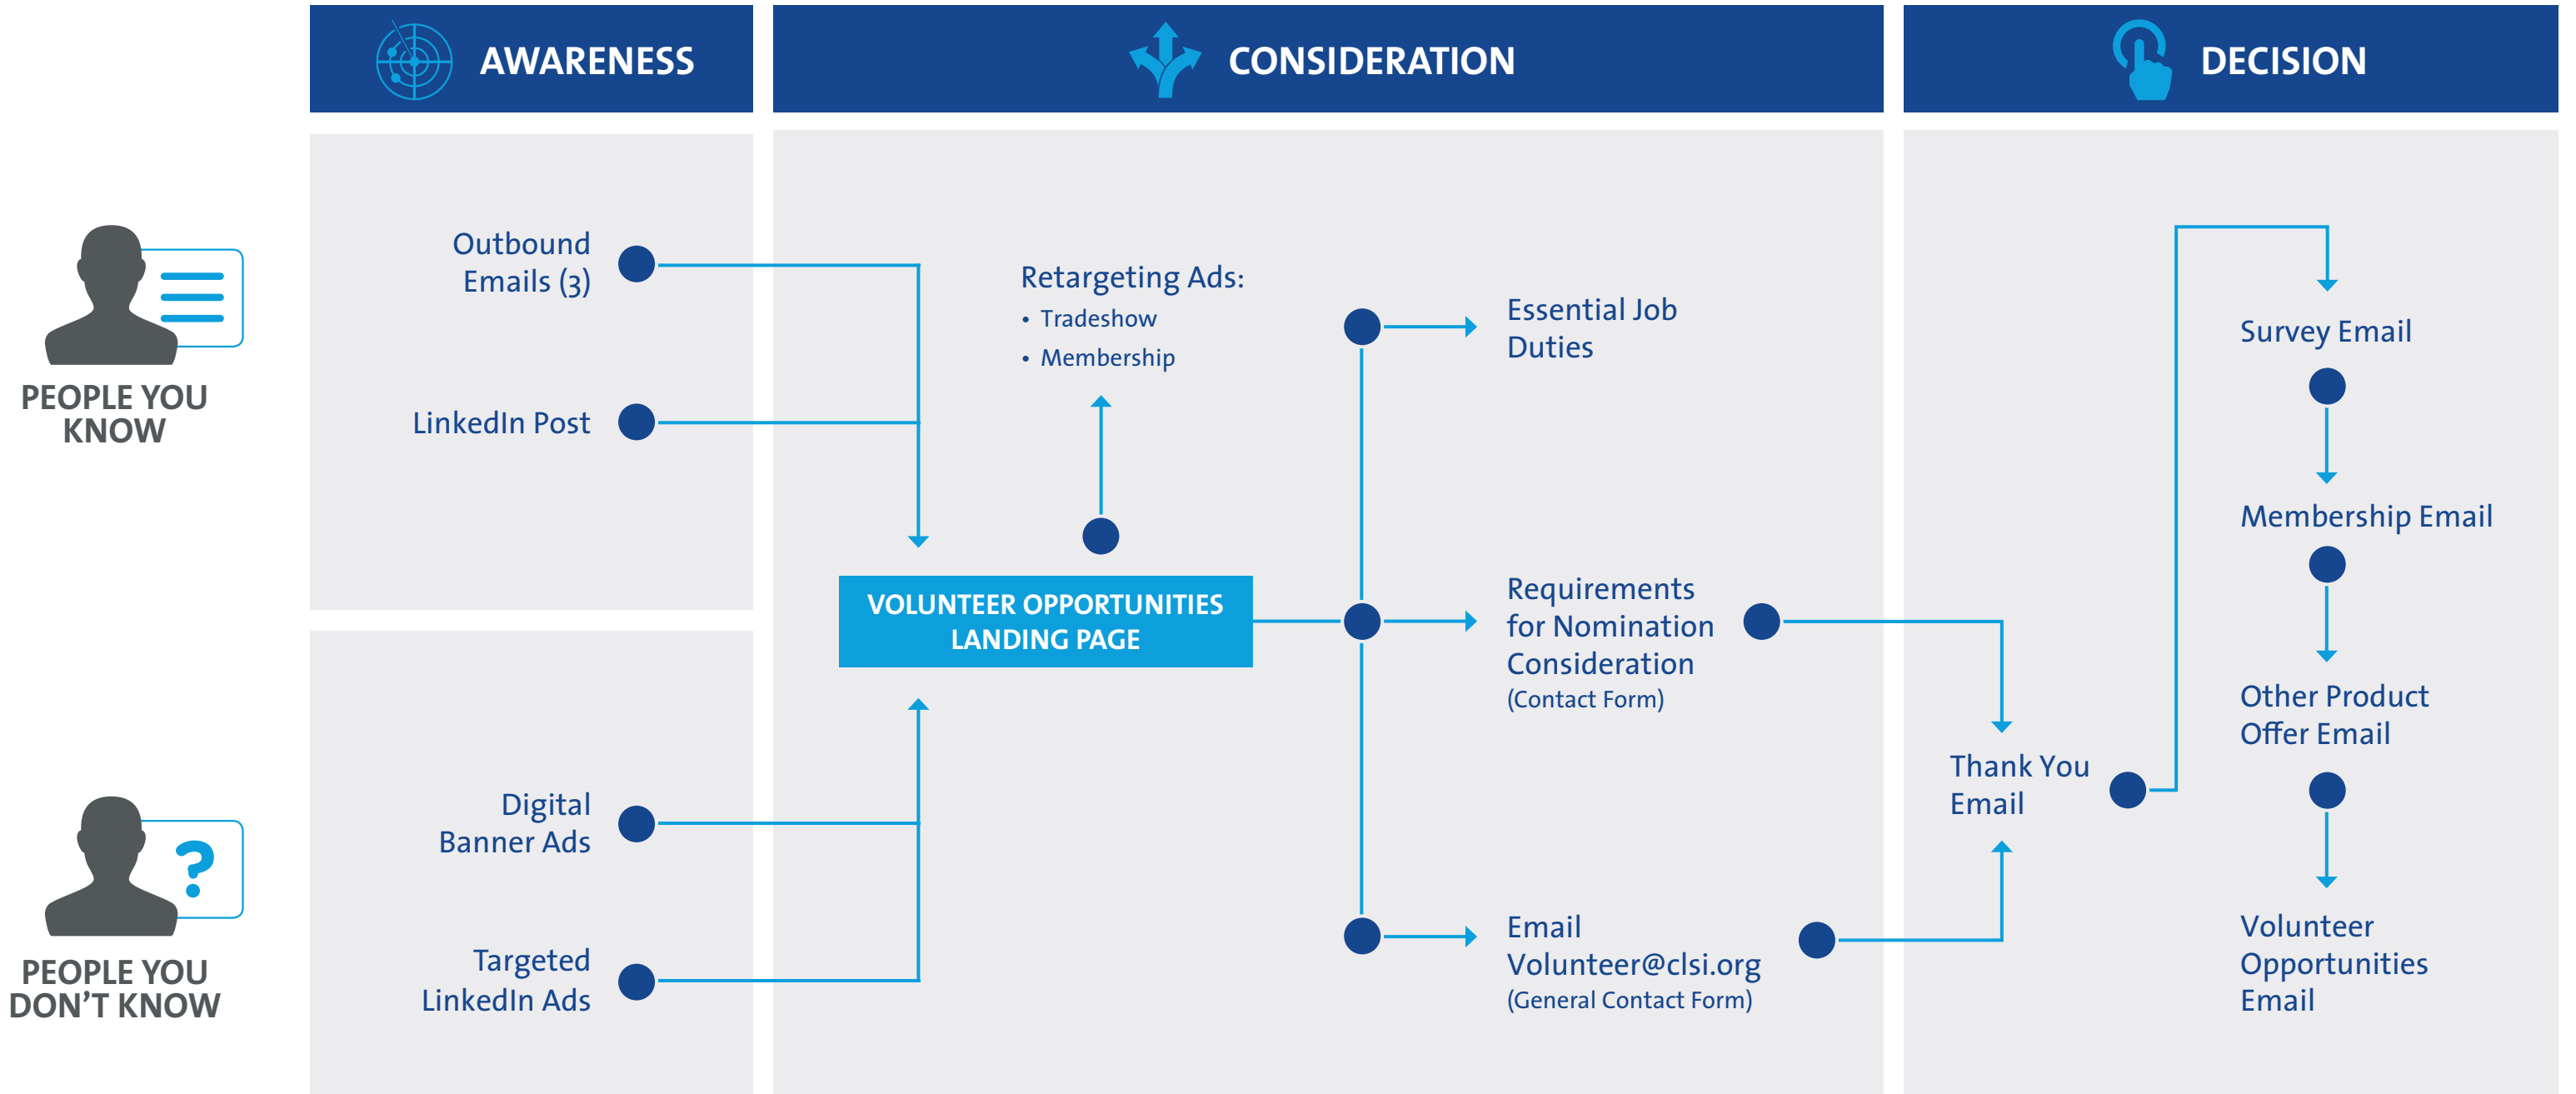 AWARENESS
CONSIDERATION
DECISION
PEOPLE YOU
KNOW
Outbound
Emails (3)
LinkedIn Post
PEOPLE YOU
DON’T KNOW
Digital
Banner Ads
Targeted
LinkedIn Ads
Retargeting Ads:
• Tradeshow
• Membership
VOLUNTEER OPPORTUNITIES
LANDING PAGE
Essential Job
Duties
Requirements
for Nomination
Consideration
(Contact Form)
Email
Volunteer@clsi.org
(General Contact Form)
Thank You
Email
Survey Email
Membership Email
Other Product
Offer Email
Volunteer
Opportunities
Email